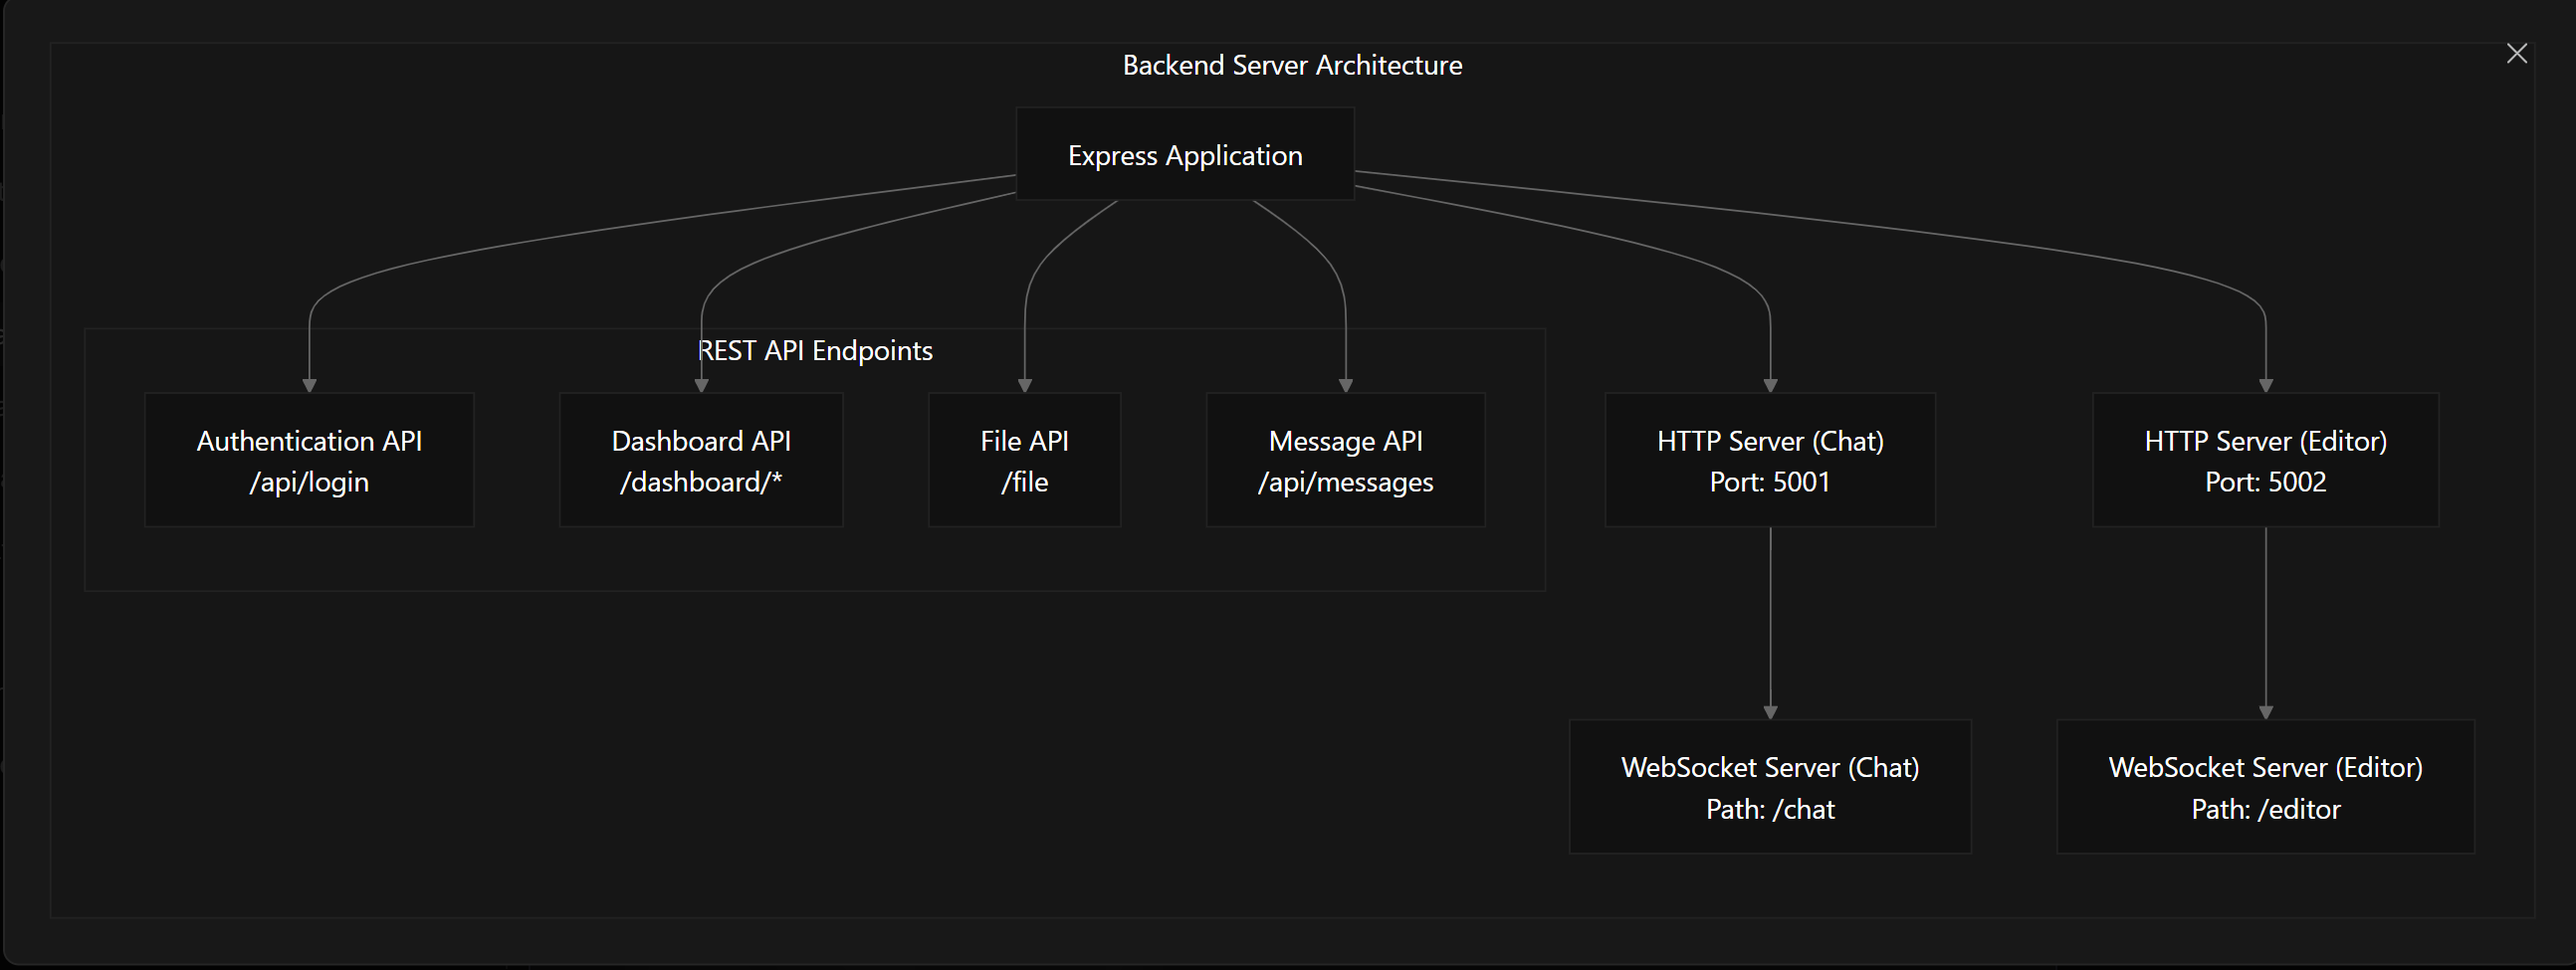 Backend Server Architecture
Express Application
REST API Endpoints
Authentication API
/api/login
Dashboard API
/dashboard/*
File API
/file
Message API
/api/messages
HTTP Server (Chat)
Port: 5001
HTTP Server (Editor)
Port: 5002
WebSocket Server (Chat)
Path: /chat
WebSocket Server (Editor)
Path: /editor